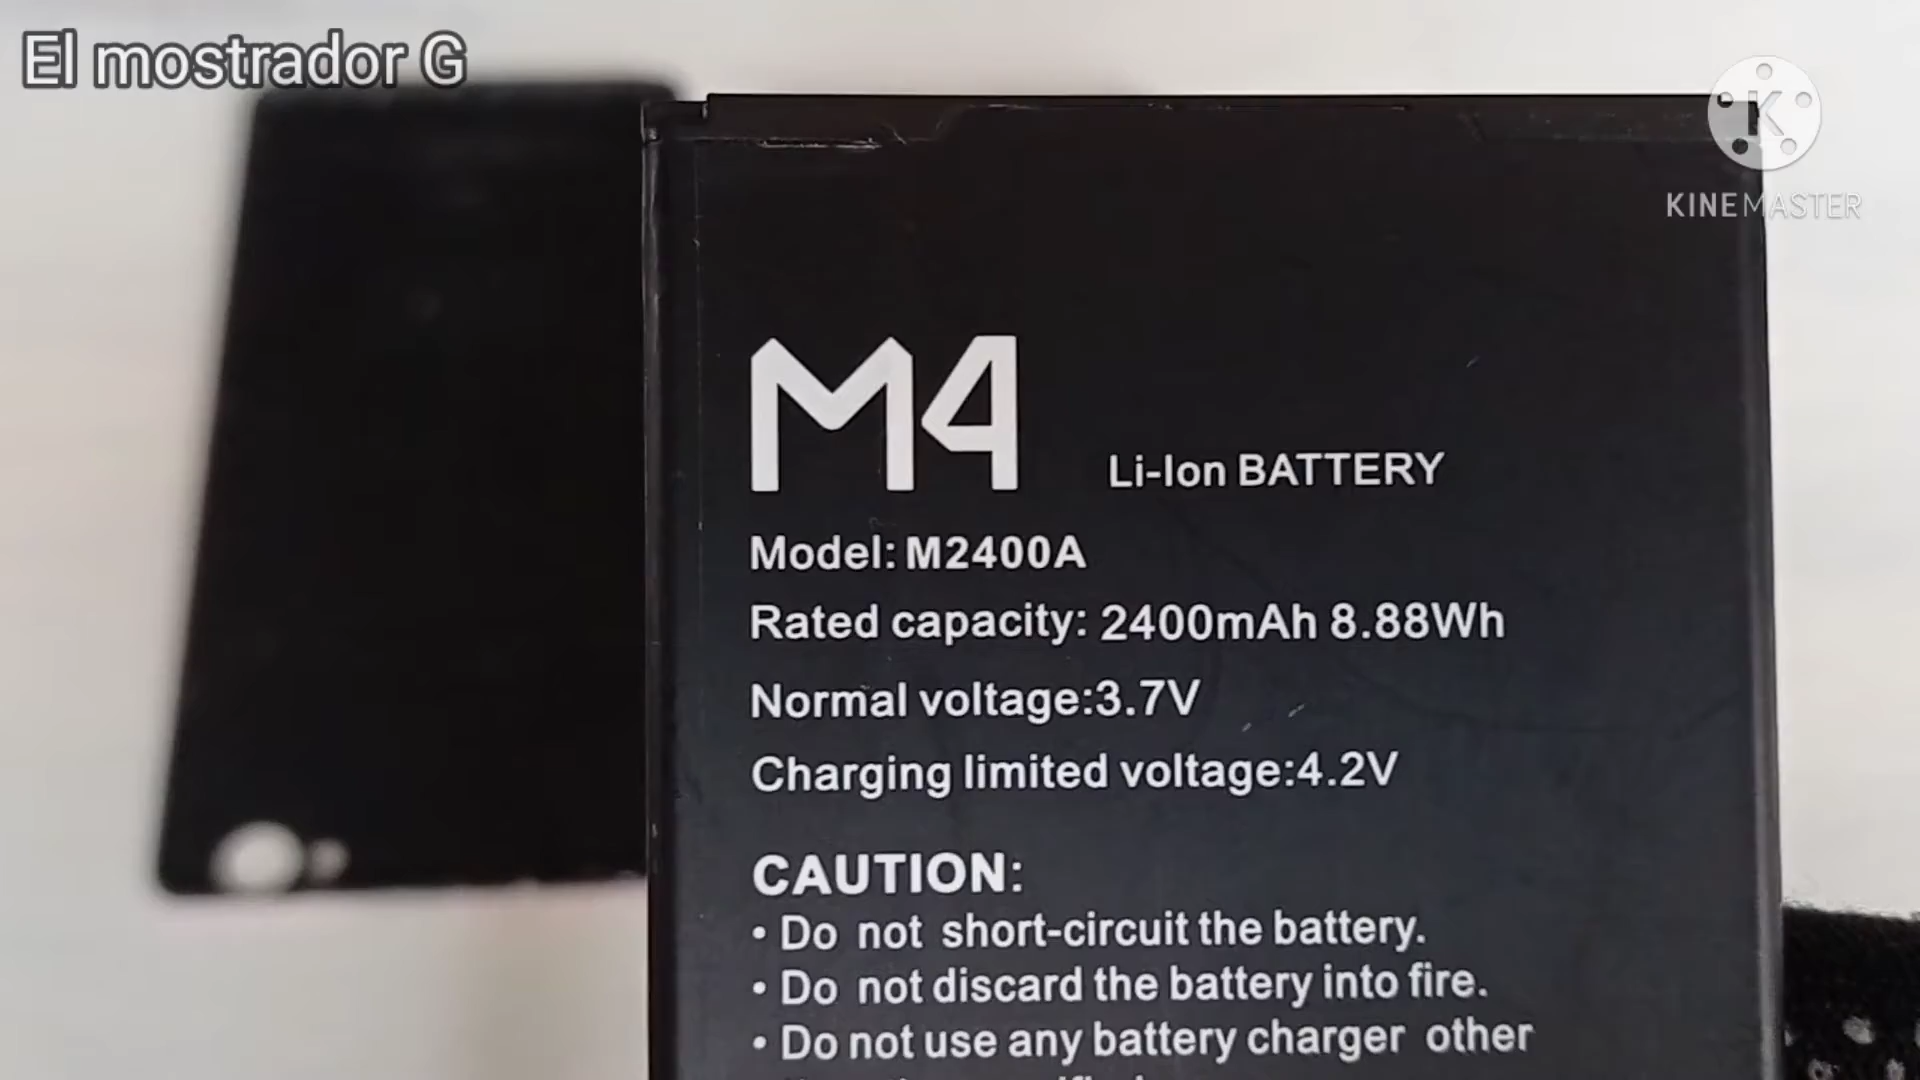 El mostrador G
K
KINEMASTER
M4
Li-Ion BATTERY
Model: M2400A
Rated capacity: 2400mAh 8.88Wh
Normal voltage:3.7V
Charging limited voltage:4.2V
CAUTION:
• Do not short-circuit the battery.
• Do not discard the battery into fire.
• Do not use any battery charger other